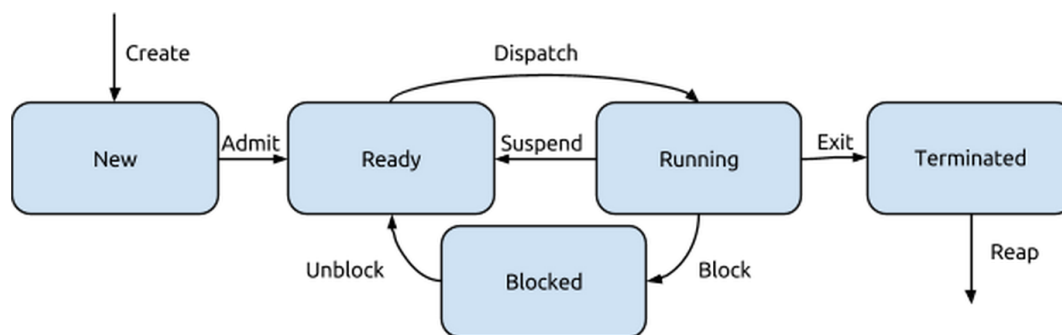 Create
Dispatch
New
Admit
Ready
Suspend
Running
Exit
Terminated
Unblock
Blocked
Block
Reap